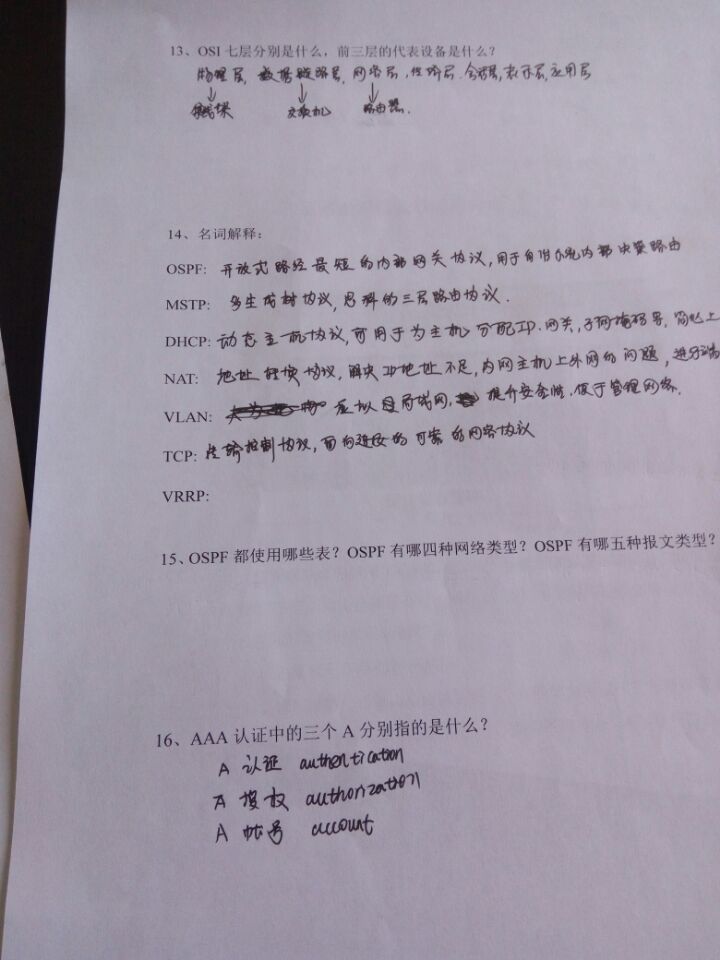 13、OSI 七层分别是什么，前三层的代表设备是什么？
物理层，数据链路层，网络层，传输层，会话层，表示层，应用层
交换机 路由器.
14、名词解释：
OSPF: 开放式路径最短的内部网关协议，用于自治系统内部决策路由
MSTP: 多生成树协议，思科的三层路由协议.
DHCP: 动态主机协议，可用于为主机分配IP.网关，子网掩码等，简化上
NAT: 地址转换协议，解决IP地址不足，内网主机上外网的问题，进行端
VLAN: 虚拟局域网， 提升安全性.便于管理网络.
TCP: 传输控制协议，面向连接的可靠的网络协议
VRRP:
15、OSPF 都使用哪些表？OSPF 有哪四种网络类型？OSPF 有哪五种报文类型？
16、AAA 认证中的三个 A 分别指的是什么？
A 认证 authentication
A 授权 authorization
A 帐号 account